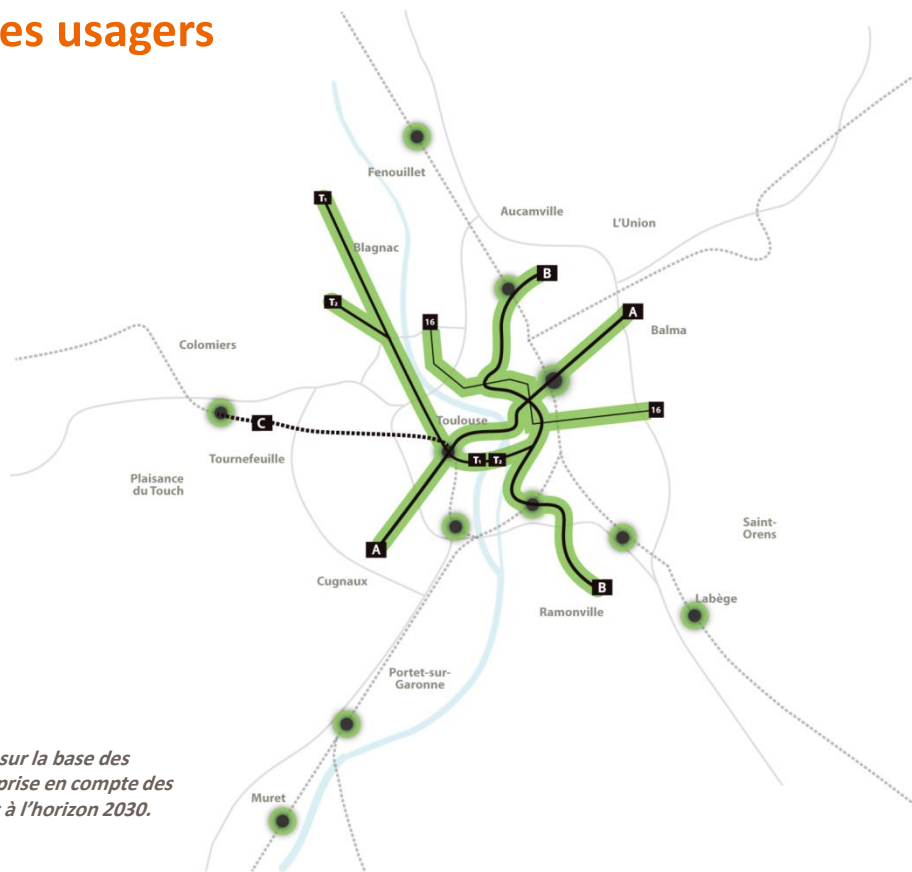 es usagers
Fenouillet
T1
Aucamville
L'Union
Blagnac
B
T2
A
16
Balma
Colomiers
16
C
Toulouse
Tournefeuille
T1
T2
Plaisance
du Touch
Saint-
Orens
A
Cugnaux
B
Labège
Ramonville
Portet-sur-
Garonne
sur la base des
prise en compte des
à l'horizon 2030.
Muret